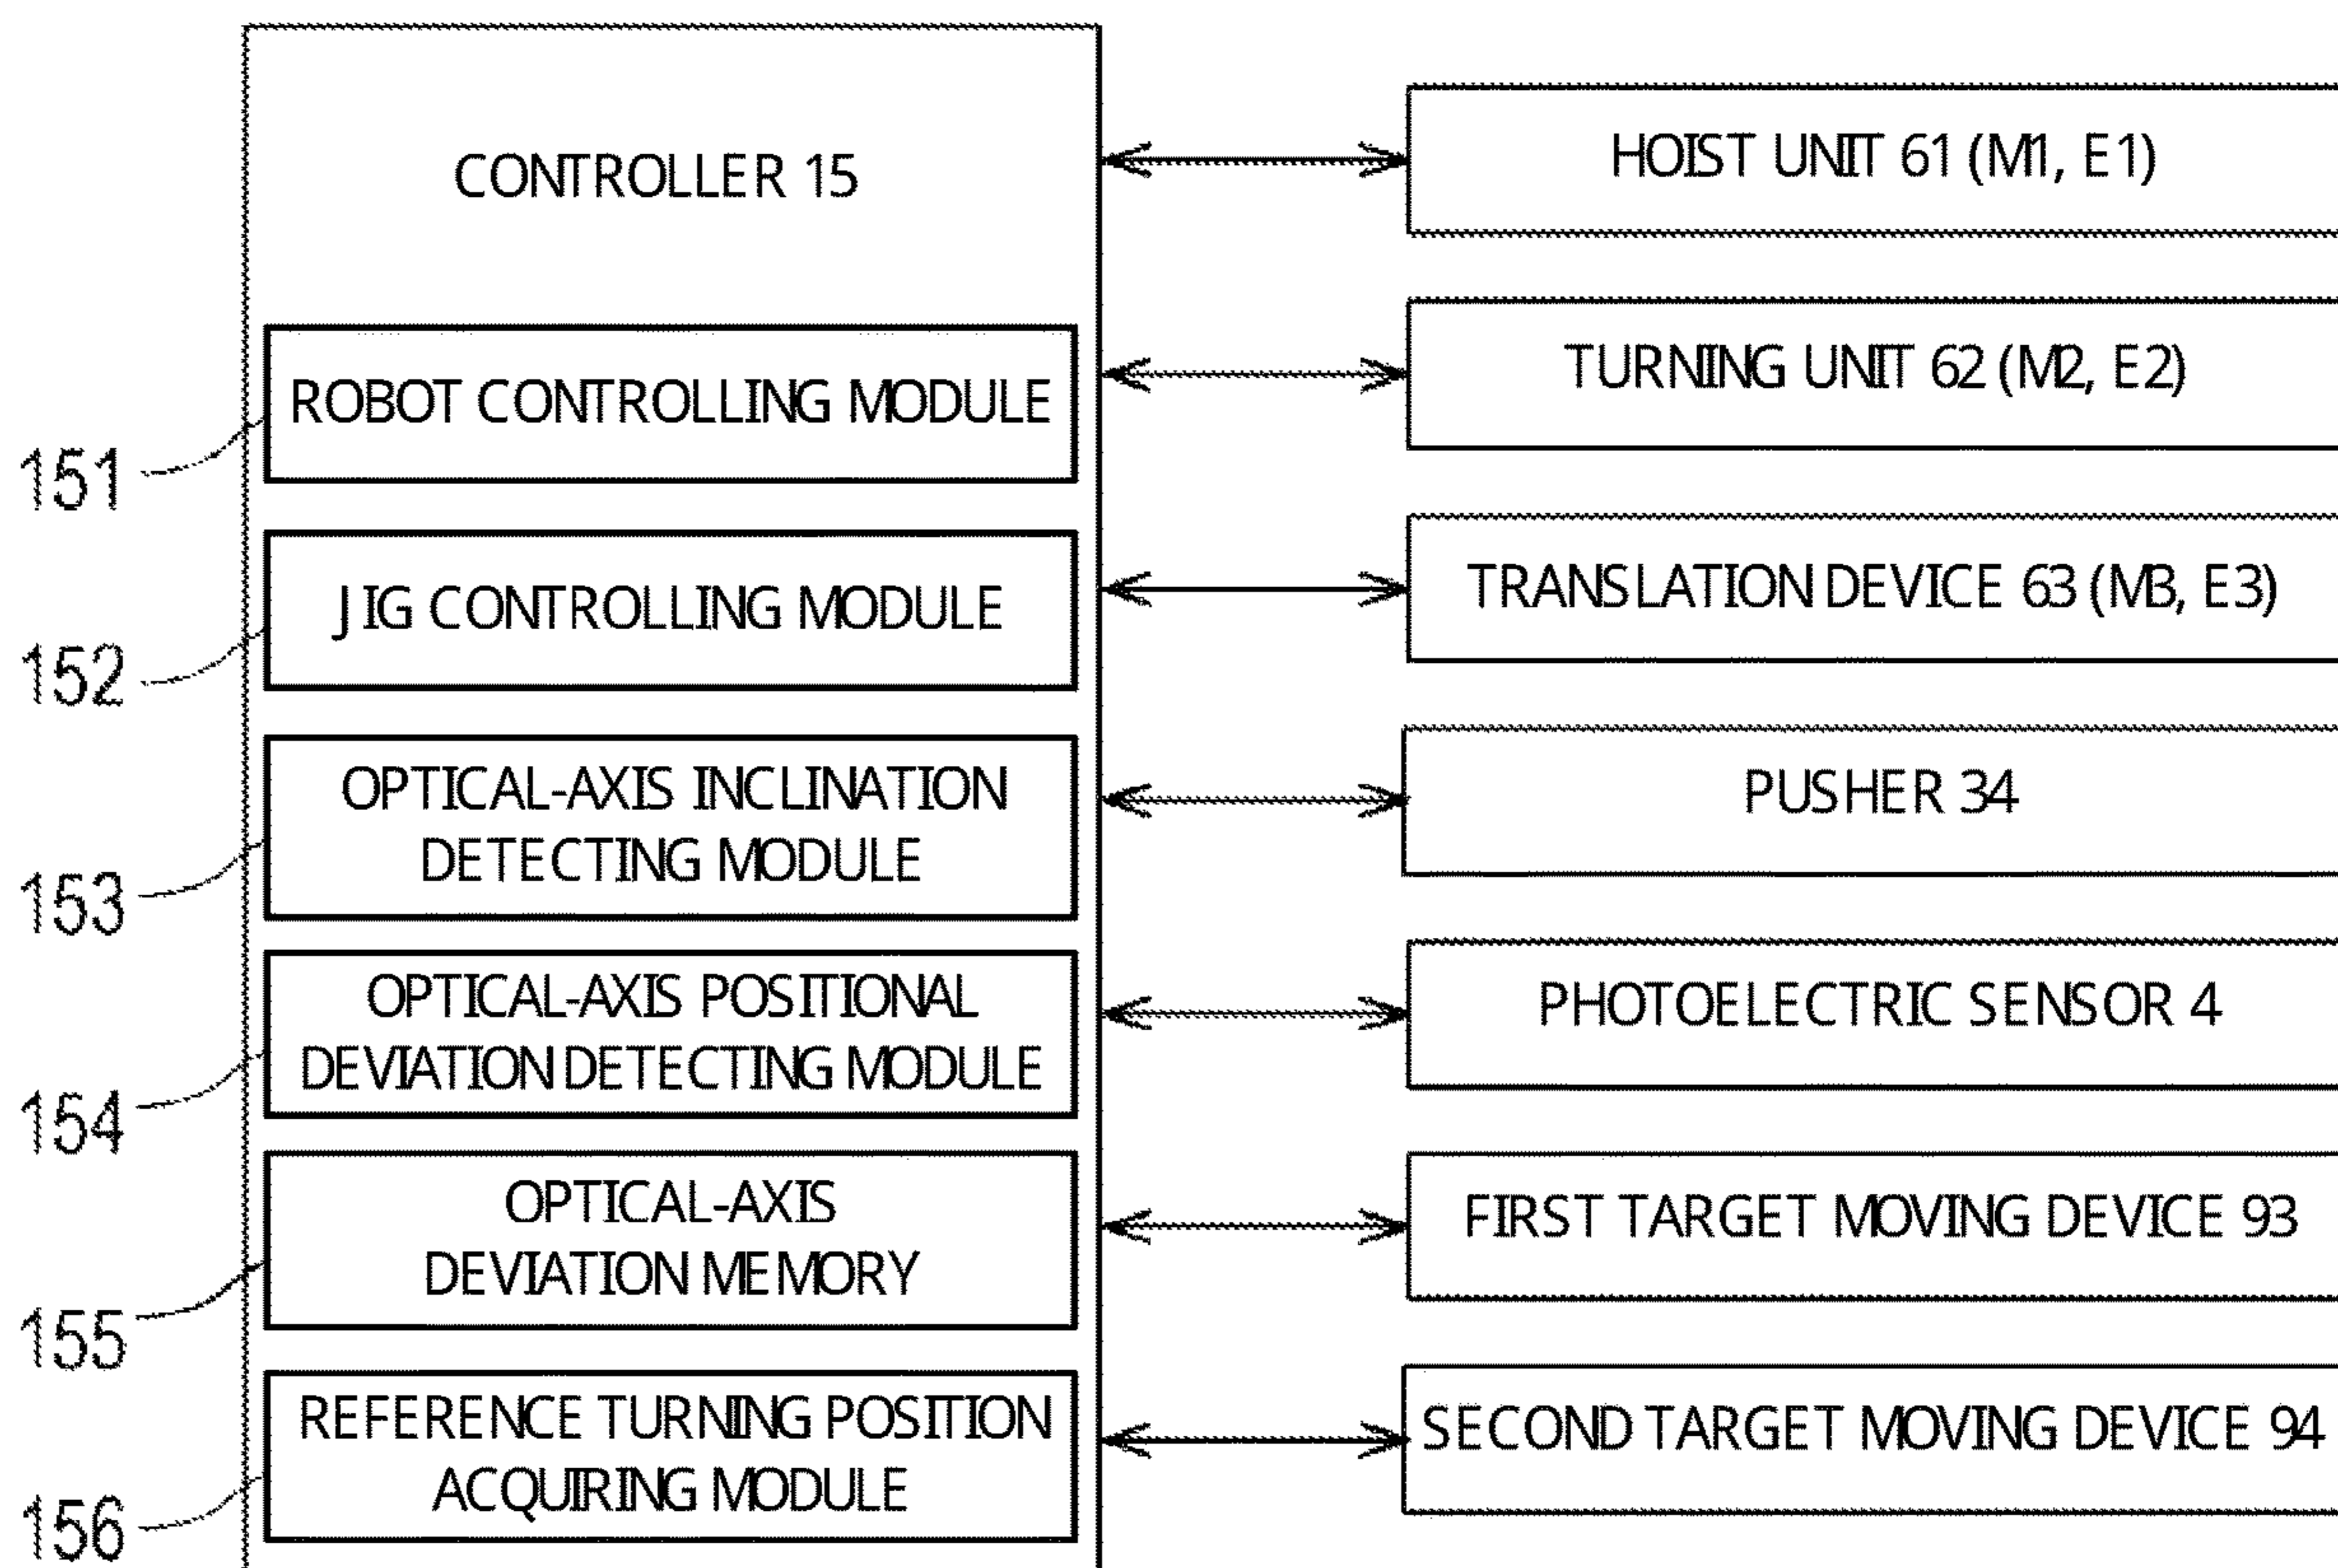 CONTROLLER 15
ROBOT CONTROLLING MODULE
151
JIG CONTROLLING MODULE
152
OPTICAL-AXIS INCLINATION
DETECTING MODULE
153
OPTICAL-AXIS POSITIONAL
DEVIATION DETECTING MODULE
154
OPTICAL-AXIS
DEVIATION MEMORY
155
REFERENCE TURNING POSITION
ACQUIRING MODULE
156
HOIST UNIT 61 (M1, E1)
TURNING UNIT 62 (M2, E2)
TRANSLATION DEVICE 63 (M3, E3)
PUSHER 34
PHOTOELECTRIC SENSOR 4
FIRST TARGET MOVING DEVICE 93
SECOND TARGET MOVING DEVICE 94